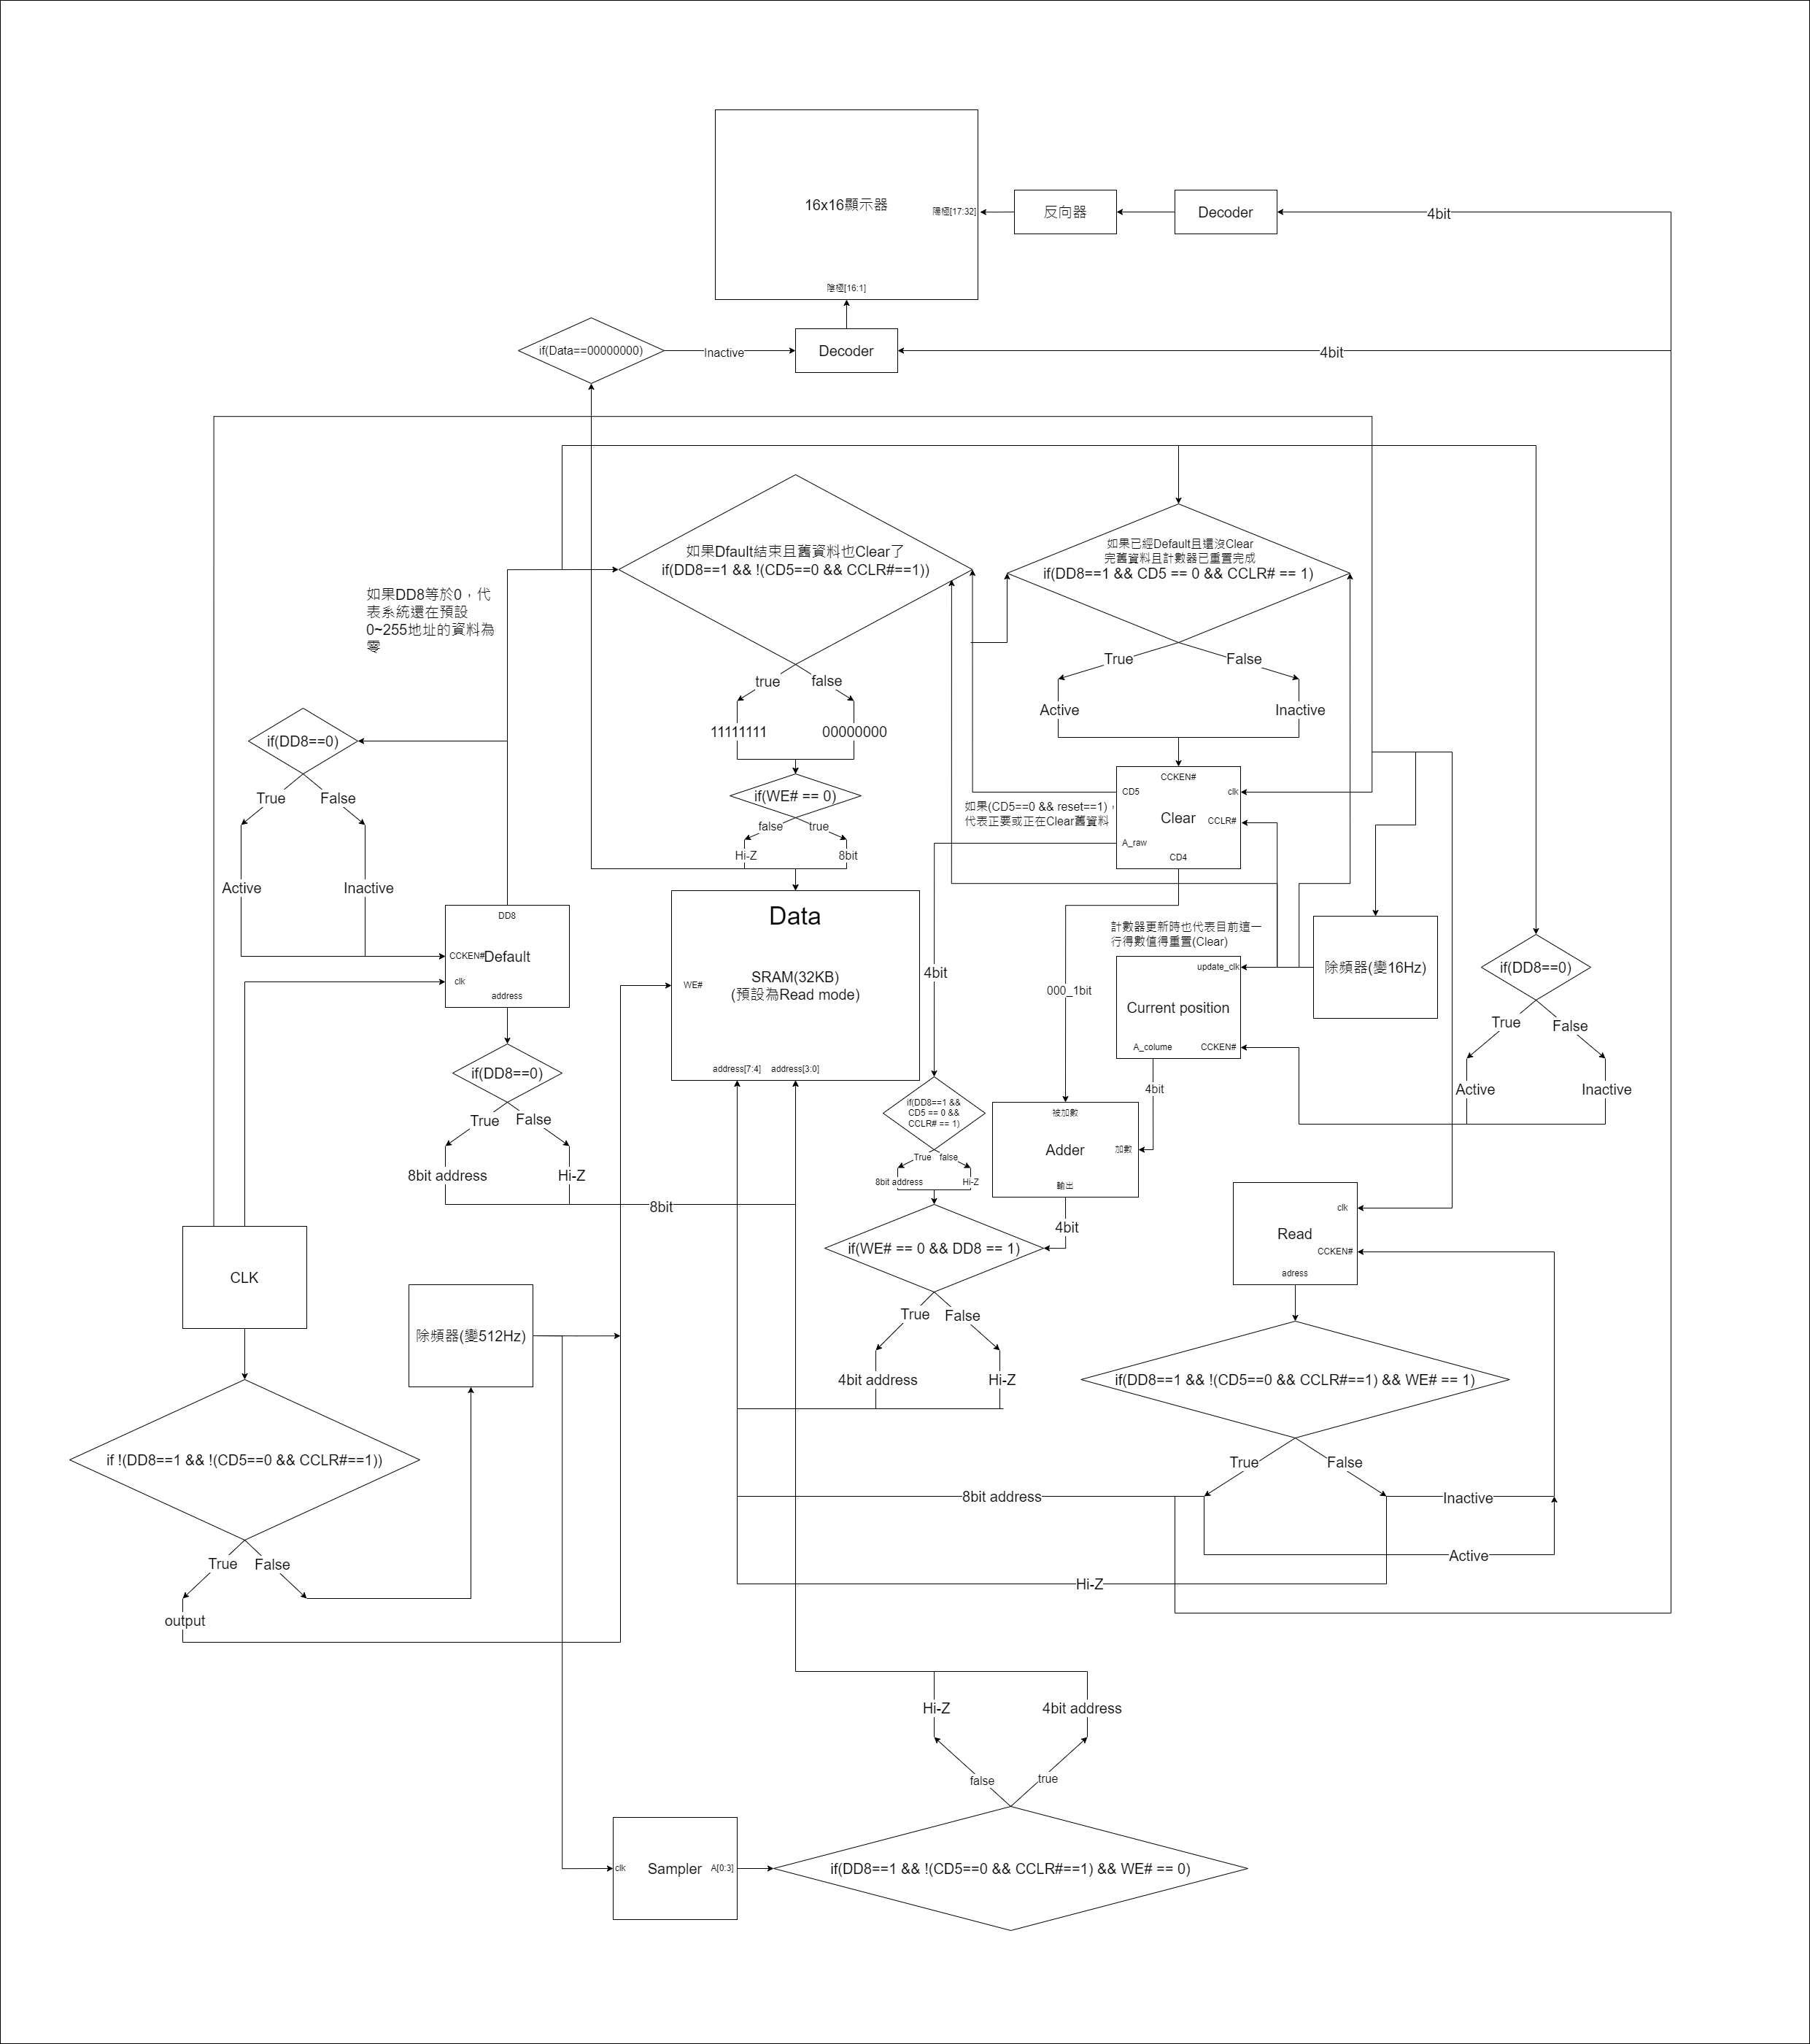 16x16顯示器
陽極[17:32]
反向器
Decoder
4bit
陰極[16:1]
if(Data==00000000)
Inactive
Decoder
4bit
如果Dfault結束且舊資料也Clear了
if(DD8==1 && !(CD5==0 && CCLR#==1))
如果已經Default且還沒Clear
完舊資料且計數器已重置完成
if(DD8==1 && CD5 == 0 && CCLR# == 1)
如果DD8等於0，代
表系統還在預設
0~255地址的資料為
零
True
False
true
false
Active
Inactive
11111111
00000000
if(DD8==0)
CCKEN#
CD5
clk
Clear
CCLR#
A_raw
CD4
if(WE# == 0)
如果(CD5==0 && reset==1)，
代表正要或正在Clear舊資料
True
False
false
true
Hi-Z
8bit
Active
Inactive
DD8
CCKEN#
Default
clk
address
Data
SRAM(32KB)
(預設為Read mode)
WE#
address[7:4]
address[3:0]
4bit
000_1bit
計數器更新時也代表目前這一
行得數值得重置(Clear)
update_clk
Current position
A_colume
CCKEN#
除頻器(變16Hz)
if(DD8==0)
True
False
Active
Inactive
if(DD8==0)
True
False
8bit address
Hi-Z
8bit
if(DD8==1 &&
CD5 == 0 &&
CCLR# == 1)
True
false
8bit address
Hi-Z
4bit
被加數
Adder
加數
輸出
4bit
if(WE# == 0 && DD8 == 1)
True
False
4bit address
Hi-Z
clk
Read
CCKEN#
adress
CLK
除頻器(變512Hz)
if(DD8==1 && !(CD5==0 && CCLR#==1) && WE# == 1)
True
False
8bit address
Inactive
Active
Hi-Z
if !(DD8==1 && !(CD5==0 && CCLR#==1))
True
False
output
Hi-Z
4bit address
false
true
clk
Sampler
A[0:3]
if(DD8==1 && !(CD5==0 && CCLR#==1) && WE# == 0)